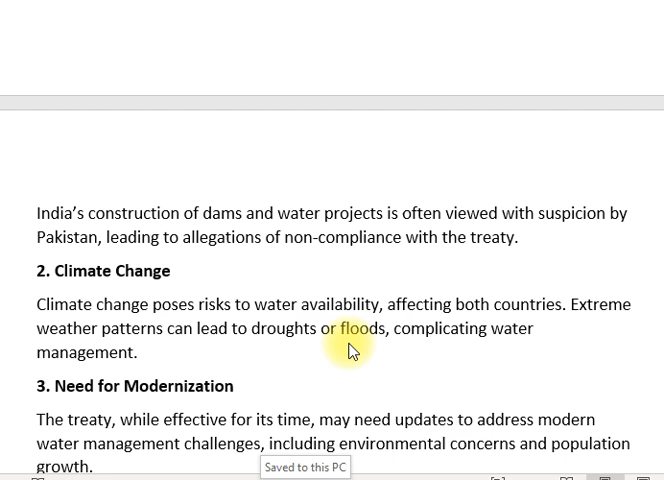 India’s construction of dams and water projects is often viewed with suspicion by
Pakistan, leading to allegations of non-compliance with the treaty.
2. Climate Change
Climate change poses risks to water availability, affecting both countries. Extreme
weather patterns can lead to droughts or floods, complicating water
management.
3. Need for Modernization
The treaty, while effective for its time, may need updates to address modern
water management challenges, including environmental concerns and population
growth.
Saved to this PC